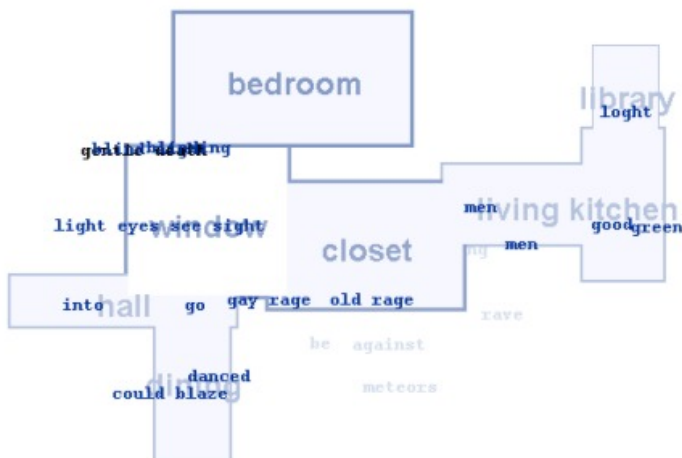 bedroom
library
loght
light eyes see sight
window
men
living kitchen
good green
closet
men
into
hall
go
gay rage old rage
rave
be against
danced
dining
could blaze
meteors